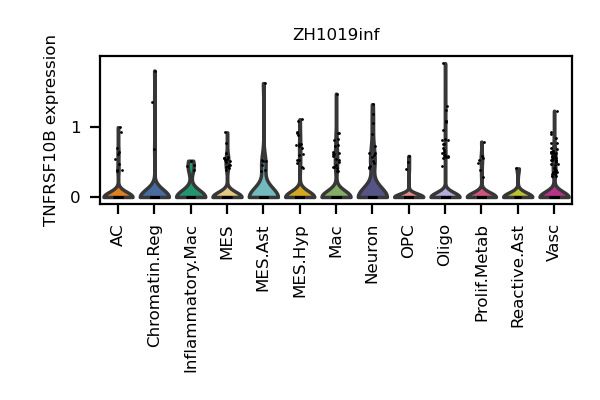 ZH1019inf
TNFRSF10B expression
1
0
AC
Chromatin.Reg
Inflammatory.Mac
MES
MES.Ast
MES.Hyp
Mac
Neuron
OPC
Oligo
Prolif.Metab
Reactive.Ast
Vasc